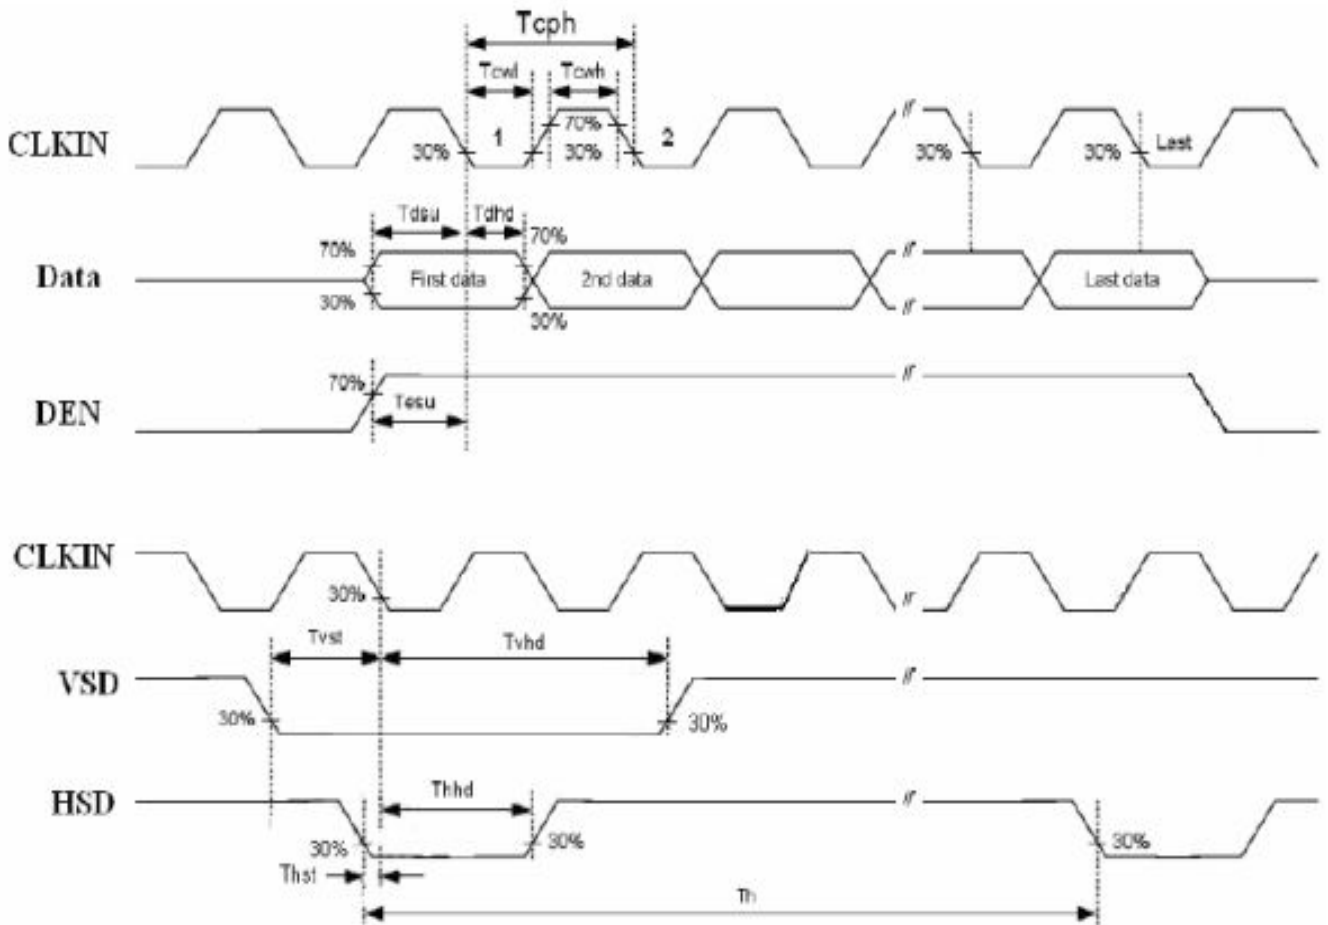 Tcph
Tcwl Tcwh
CLKIN 30% 1 70% 30% 2 30% 30% Last
Tdsu Tdhd
70% 70%
Data First data 2nd data Last data
30% 30%
70%
DEN Tesu
CLKIN
30%
Tvst Tvhd
VSD
30% 30%
HSD Thhd
30% 30% 30%
Thst
Th